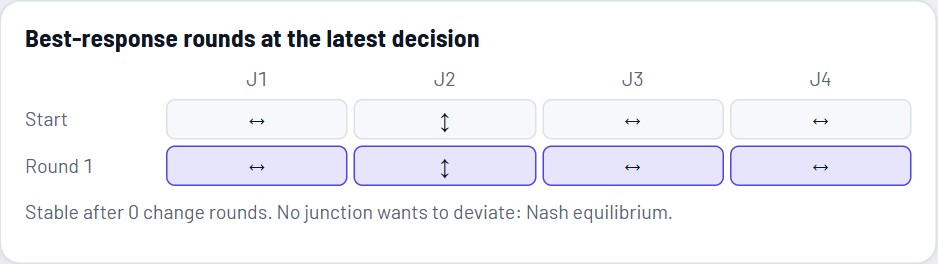 Best-response rounds at the latest decision
J1 J2 J3 J4
Start ↔ ↕ ↔ ↔
Round 1 ↔ ↕ ↔ ↔
Stable after 0 change rounds. No junction wants to deviate: Nash equilibrium.